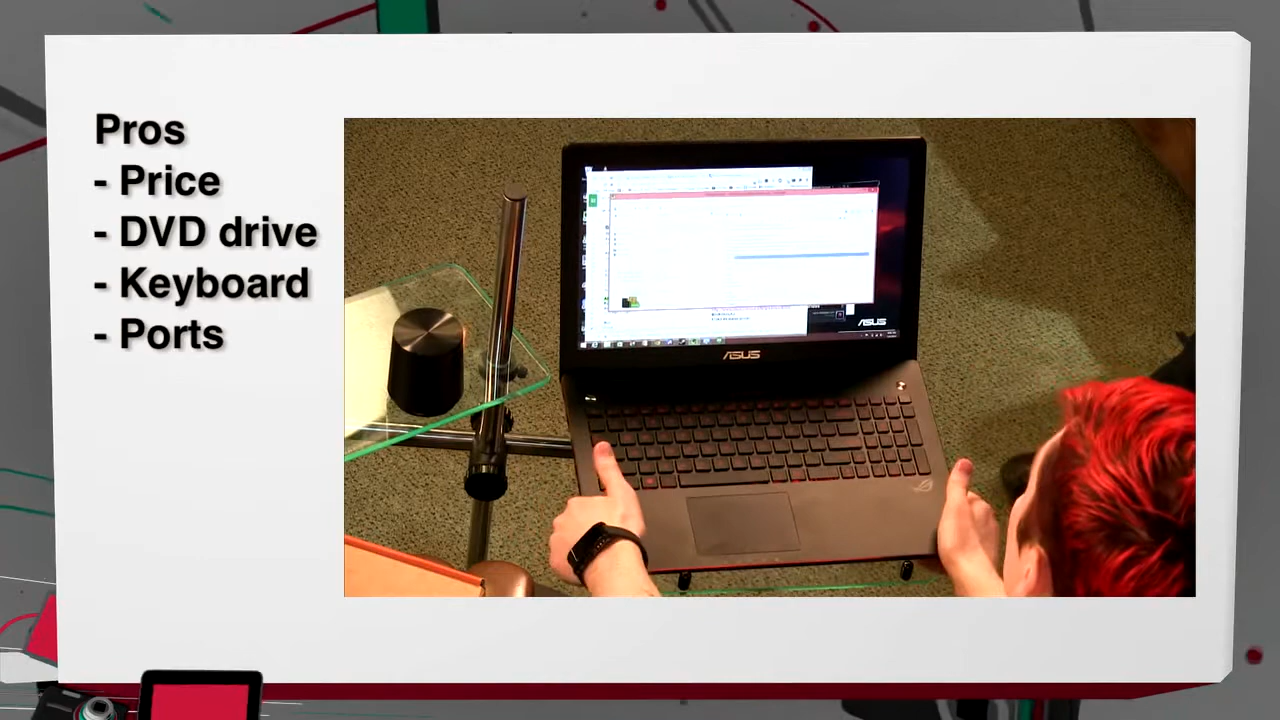 Pros
- Price
- DVD drive
- Keyboard
- Ports
ASUS
ASUS